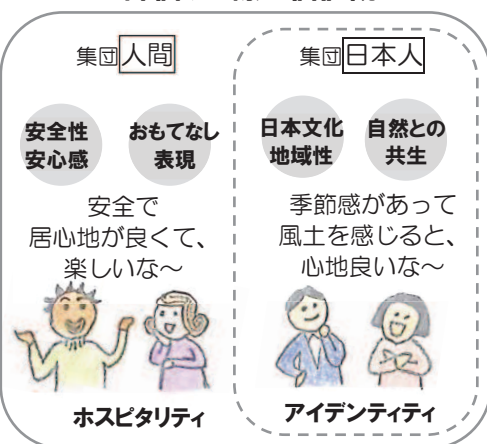 集団人間
安全性
安心感
おもてなし
表現
安全で
居心地が良くて、
楽しいな～
ホスピタリティ
集団日本人
日本文化
地域性
自然との
共生
季節感があって
風土を感じると、
心地良いな～
アイデンティティ